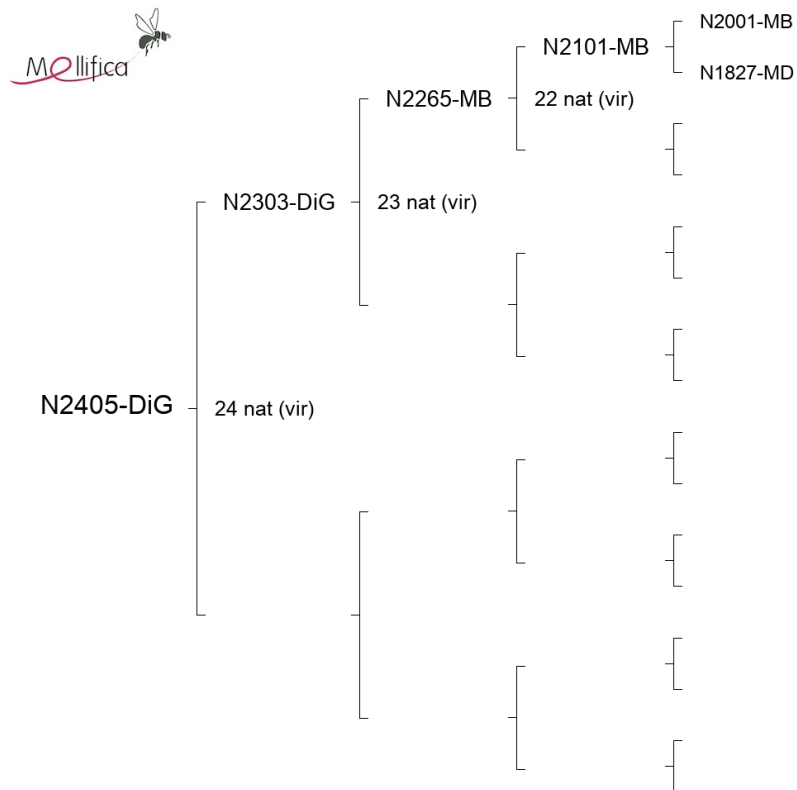 Mellifica
N2001-MB
N2101-MB
N1827-MD
N2265-MB
22 nat (vir)
N2303-DiG
23 nat (vir)
N2405-DiG
24 nat (vir)